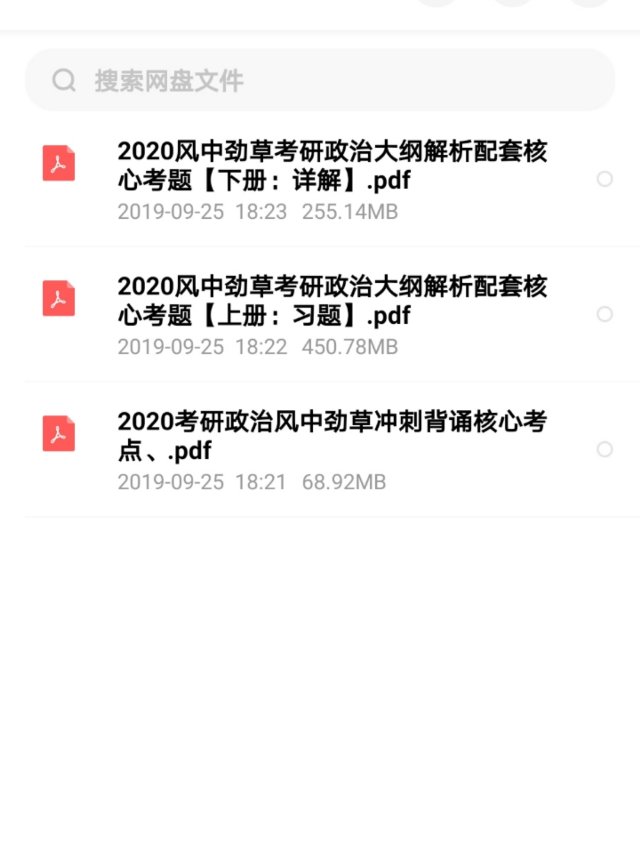 搜索网盘文件
2020风中劲草考研政治大纲解析配套核
心考题【下册：详解】.pdf
2019-09-25 18:23 255.14MB
2020风中劲草考研政治大纲解析配套核
心考题【上册：习题】.pdf
2019-09-25 18:22 450.78MB
2020考研政治风中劲草冲刺背诵核心考
点、.pdf
2019-09-25 18:21 68.92MB